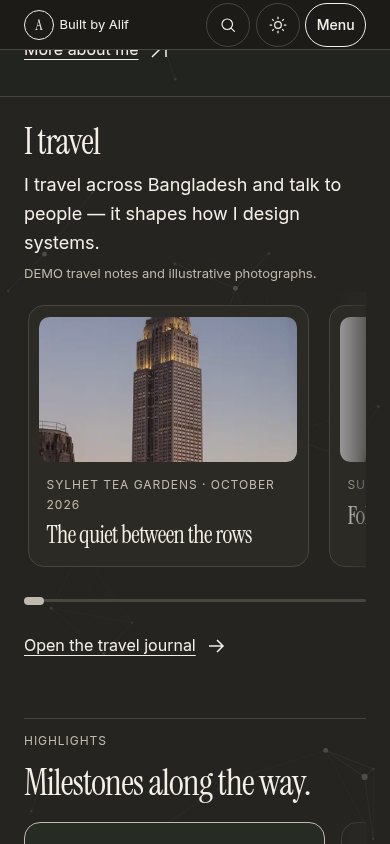 A Built by Alif
Menu
More about me
I travel
I travel across Bangladesh and talk to
people — it shapes how I design
systems.
DEMO travel notes and illustrative photographs.
SYLHET TEA GARDENS · OCTOBER
2026
The quiet between the rows
SU
Fo
Open the travel journal
HIGHLIGHTS
Milestones along the way.